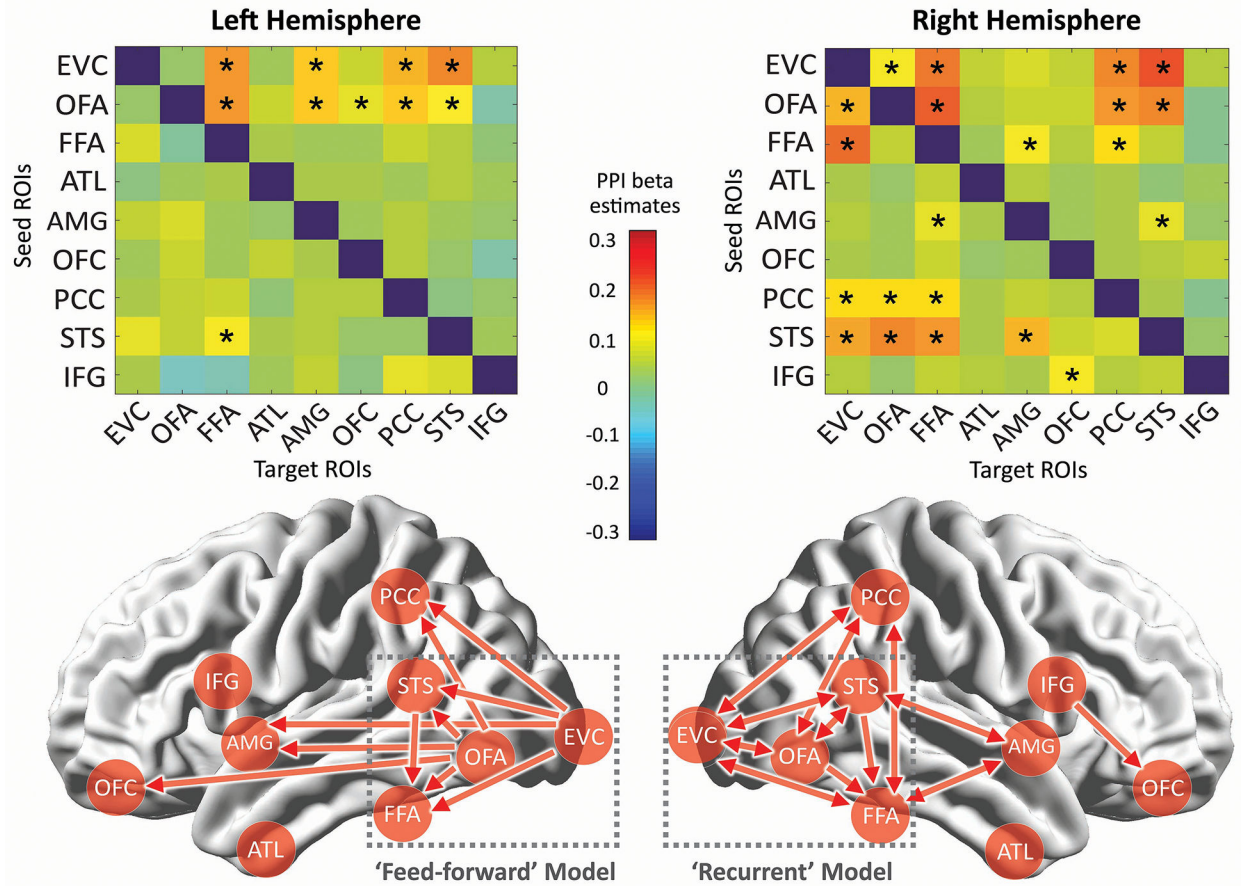 Left Hemisphere
Right Hemisphere
Seed ROIs
EVC
OFA
FFA
ATL
AMG
OFC
PCC
STS
IFG
* * * *
* * * * *
*
EVC OFA FFA ATL AMG OFC PCC STS IFG
Target ROIs
PPI beta
estimates
0.3
0.2
0.1
0
-0.1
-0.2
-0.3
Seed ROIs
EVC
OFA
FFA
ATL
AMG
OFC
PCC
STS
IFG
* * * *
* * * *
* * *
* *
* * *
* * * *
*
EVC OFA FFA ATL AMG OFC PCC STS IFG
Target ROIs
PCC
STS
IFG
AMG
OFA
EVC
OFC
FFA
ATL
'Feed-forward' Model
PCC
STS
IFG
EVC
OFA
AMG
OFC
FFA
ATL
'Recurrent' Model